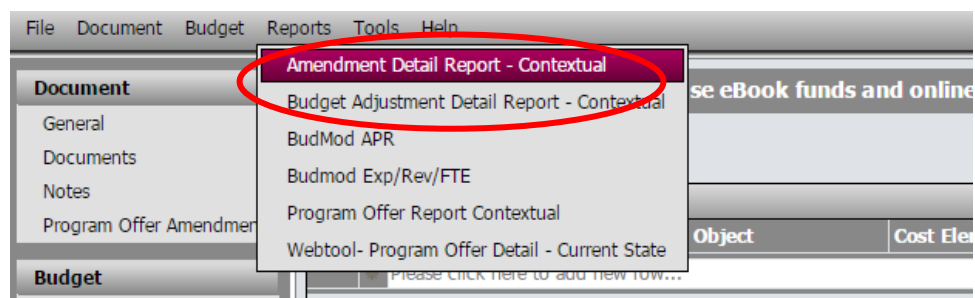 File Document Budget Reports Tools Help
Amendment Detail Report - Contextual
Budget Adjustment Detail Report - Contextual
BudMod APR
Budmod Exp/Rev/FTE
Program Offer Report Contextual
Webtool- Program Offer Detail - Current State
Document
General
Documents
Notes
Program Offer Amendmen
Budget
se eBook funds and online
Object Cost Elem
Please click here to add new row...